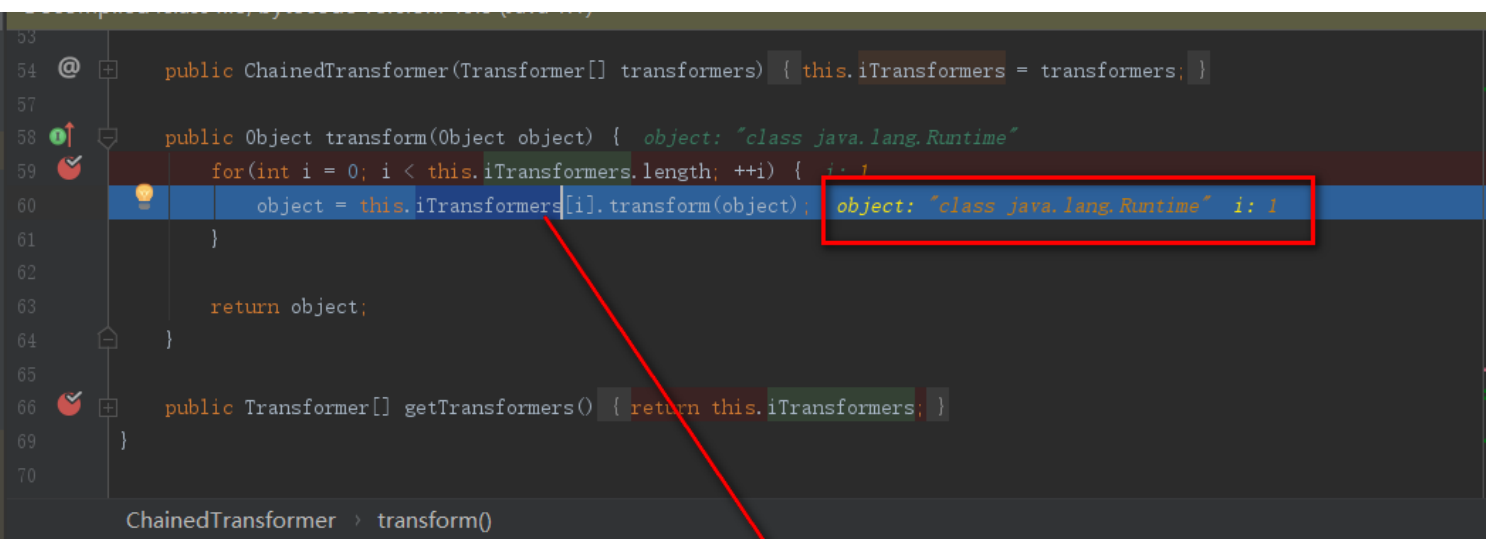 53
54 @ public ChainedTransformer(Transformer[] transformers) { this.iTransformers = transformers; }
57
58 public Object transform(Object object) { object: "class java.lang.Runtime"
59 for(int i = 0; i < this.iTransformers.length; ++i) { i: 1
60 object = this.iTransformers[i].transform(object); object: "class java.lang.Runtime" i: 1
61 }
62
63 return object;
64 }
65
66 public Transformer[] getTransformers() { return this.iTransformers; }
69 }
70
ChainedTransformer › transform()